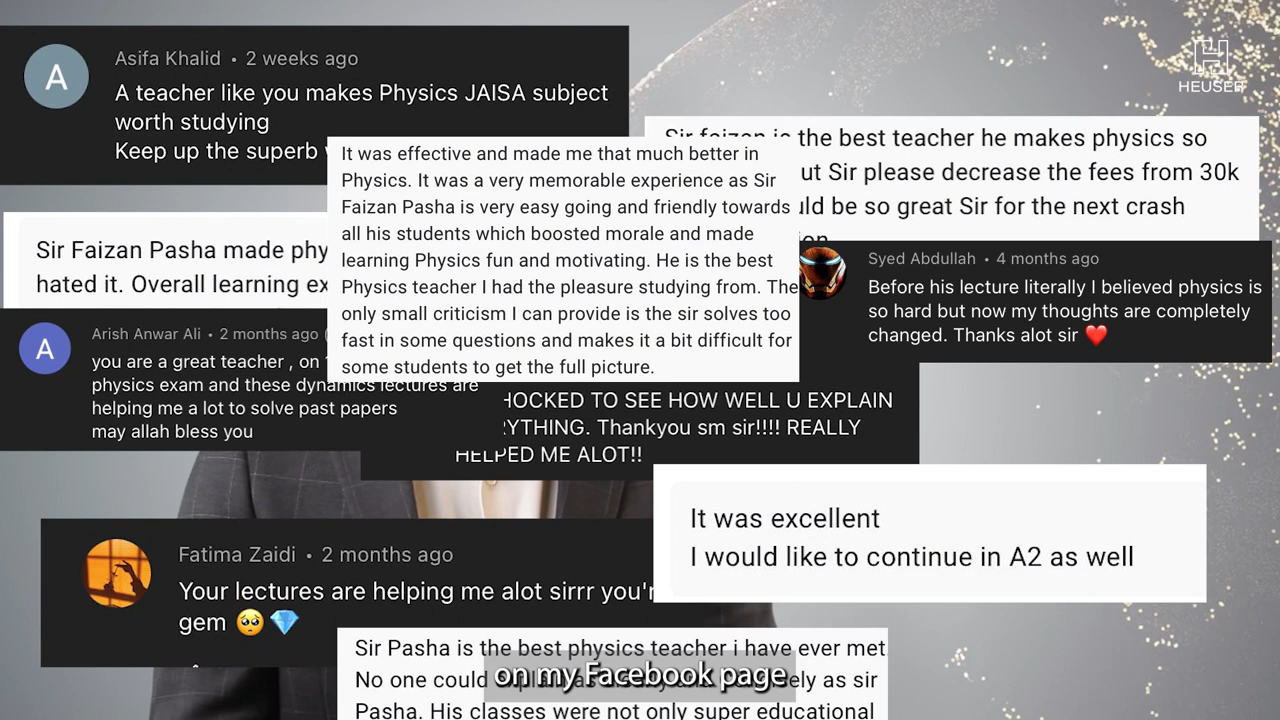 A
Asifa Khalid • 2 weeks ago
A teacher like you makes Physics JAISA subject
worth studying
Keep up the superb
HEUSER
Sir faizan is the best teacher he makes physics so
ut Sir please decrease the fees from 30k
uld be so great Sir for the next crash
It was effective and made me that much better in
Physics. It was a very memorable experience as Sir
Faizan Pasha is very easy going and friendly towards
all his students which boosted morale and made
learning Physics fun and motivating. He is the best
Physics teacher I had the pleasure studying from. The
only small criticism I can provide is the sir solves too
fast in some questions and makes it a bit difficult for
some students to get the full picture.
Sir Faizan Pasha made phy
hated it. Overall learning ex
Syed Abdullah • 4 months ago
Before his lecture literally I believed physics is
so hard but now my thoughts are completely
changed. Thanks alot sir ❤️
A
Arish Anwar Ali • 2 months ago
you are a great teacher , on
physics exam and these dynamics lectures are
helping me a lot to solve past papers
may allah bless you
HOCKED TO SEE HOW WELL U EXPLAIN
RYTHING. Thankyou sm sir!!!! REALLY
HELPED ME ALOT!!
It was excellent
I would like to continue in A2 as well
Fatima Zaidi • 2 months ago
Your lectures are helping me alot sirrr you'r
gem 🥺💎
Sir Pasha is the best physics teacher i have ever met
No one could
ely as sir
Pasha. His classes were not only super educational
on my Facebook page